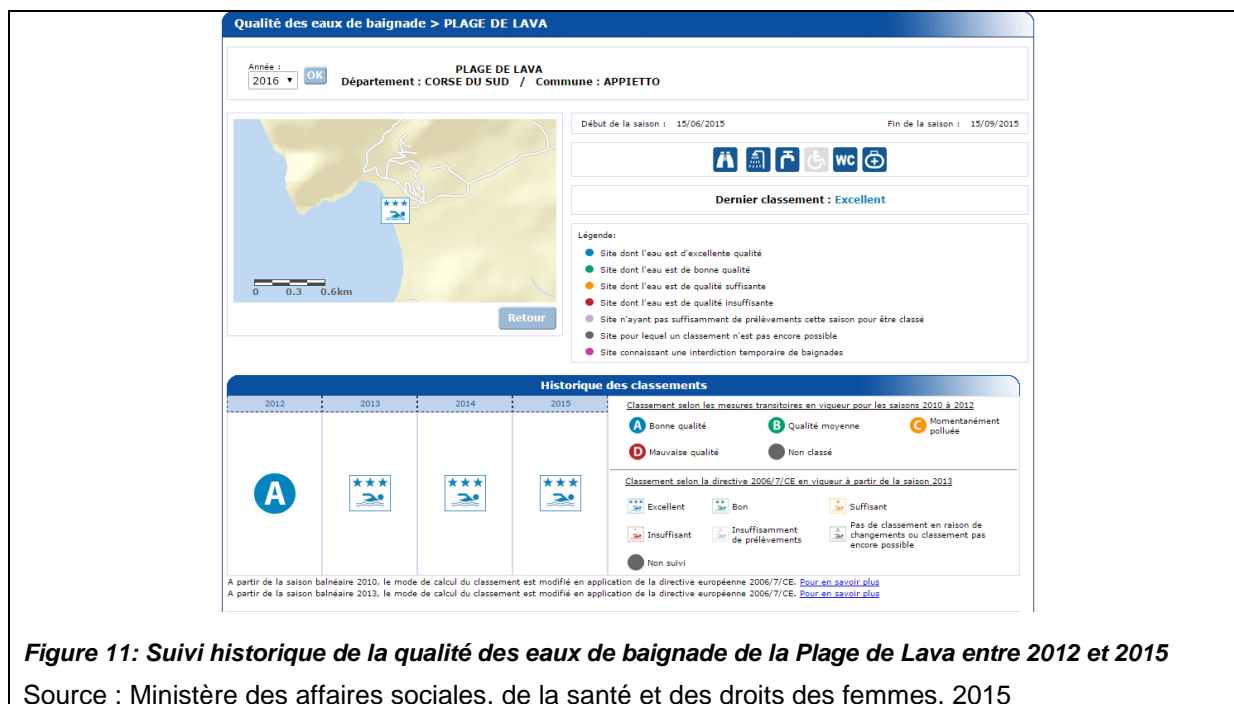 Qualité des eaux de baignade > PLAGE DE LAVA
Année :
2016 OK
PLAGE DE LAVA
Département : CORSE DU SUD / Commune : APPIETTO
Début de la saison : 15/06/2015 Fin de la saison : 15/09/2015
WC
Dernier classement : Excellent
0 0.3 0.6km
Retour
Légende:
Site dont l'eau est d'excellente qualité
Site dont l'eau est de bonne qualité
Site dont l'eau est de qualité suffisante
Site dont l'eau est de qualité insuffisante
Site n'ayant pas suffisamment de prélèvements cette saison pour être classé
Site pour lequel un classement n'est pas encore possible
Site connaissant une interdiction temporaire de baignades
Historique des classements
2012 2013 2014 2015
A
Classement selon les mesures transitoires en viqueur pour les saisons 2010 à 2012
A Bonne qualité B Qualité moyenne C Momentanément
polluée
D Mauvaise qualité Non classé
Classement selon la directive 2006/7/CE en viqueur à partir de la saison 2013
Excellent Bon Suffisant
Insuffisant Insuffisamment
de prélèvements Pas de classement en raison de
changements ou classement pas
encore possible
Non suivi
A partir de la saison balnéaire 2010, le mode de calcul du classement est modifié en application de la directive européenne 2006/7/CE. Pour en savoir plus
A partir de la saison balnéaire 2013, le mode de calcul du classement est modifié en application de la directive européenne 2006/7/CE. Pour en savoir plus
Figure 11: Suivi historique de la qualité des eaux de baignade de la Plage de Lava entre 2012 et 2015
Source : Ministère des affaires sociales, de la santé et des droits des femmes, 2015